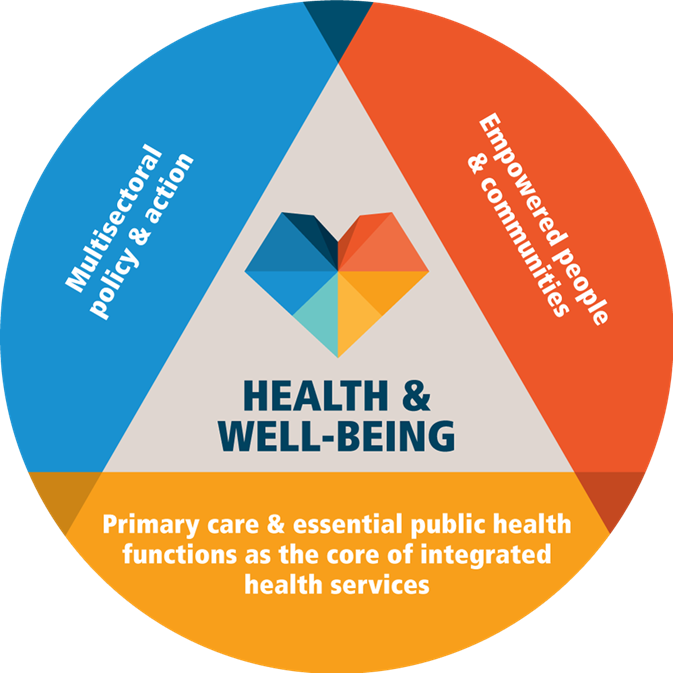 Multisectoral
policy & action
Empowered people
& communities
HEALTH &
WELL-BEING
Primary care & essential public health
functions as the core of integrated
health services